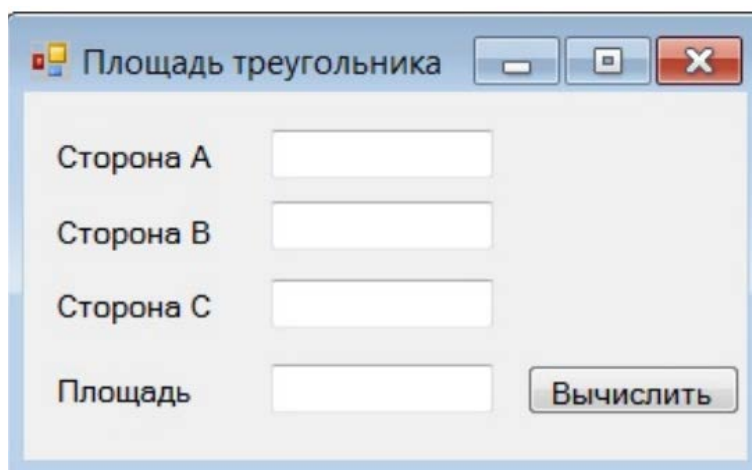 Площадь треугольника
Сторона A
Сторона B
Сторона C
Площадь
Вычислить